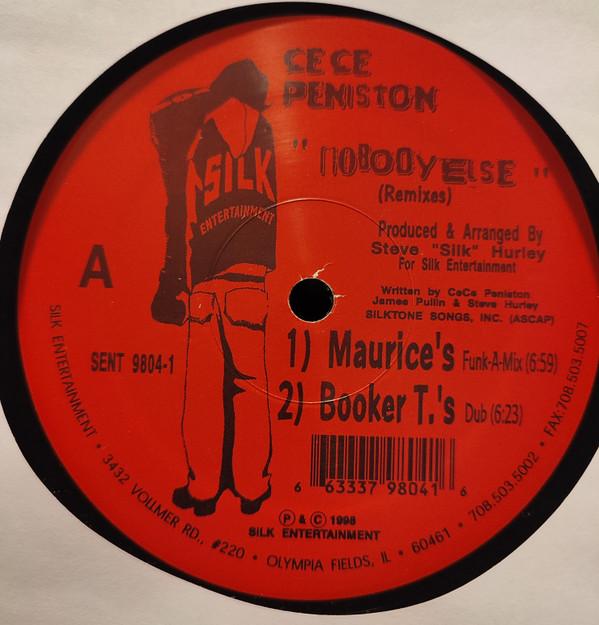 CE CE
PENISTON
"NOBODY ELSE"
(Remixes)
SILK
ENTERTAINMENT
Produced & Arranged By
Steve "Silk" Hurley
For Silk Entertainment
Written by CeCe Peniston
James Pullin & Steve Hurley
SILKTONE SONGS, INC. (ASCAP)
A
SENT 9804-1
1) Maurice's Funk-A-Mix (6:59)
2) Booker T.'s Dub (6:23)
6 63337 98041 6
Ⓟ & © 1998
SILK ENTERTAINMENT
SILK ENTERTAINMENT • 3432 VOLLMER RD., #220 • OLYMPIA FIELDS, IL • 60461 • 708.503.5002 • FAX:708.503.5007